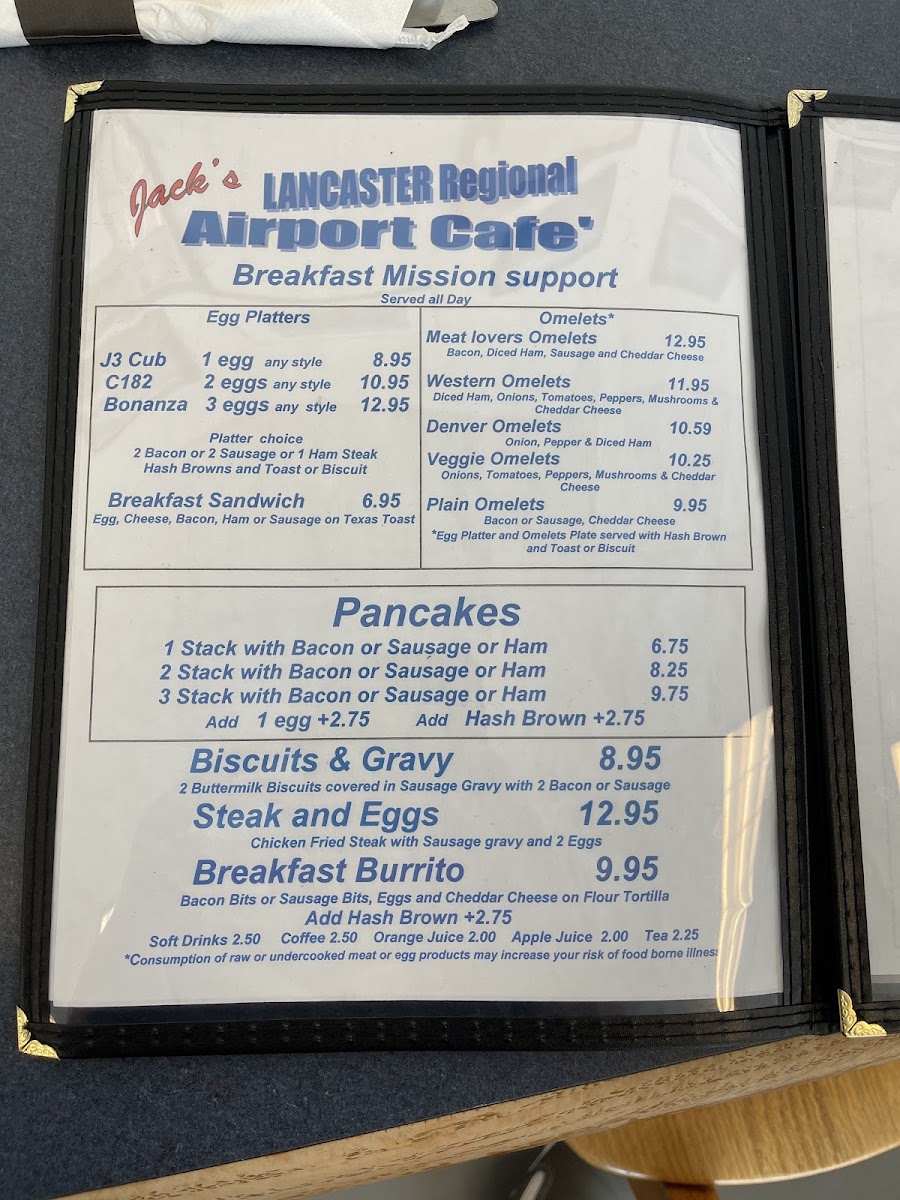 Jack's LANCASTER Regional
Airport Cafe'
Breakfast Mission support
Served all Day
Egg Platters
J3 Cub 1 egg any style 8.95
C182 2 eggs any style 10.95
Bonanza 3 eggs any style 12.95
Platter choice
2 Bacon or 2 Sausage or 1 Ham Steak
Hash Browns and Toast or Biscuit
Breakfast Sandwich 6.95
Egg, Cheese, Bacon, Ham or Sausage on Texas Toast
Omelets*
Meat lovers Omelets 12.95
Bacon, Diced Ham, Sausage and Cheddar Cheese
Western Omelets 11.95
Diced Ham, Onions, Tomatoes, Peppers, Mushrooms &
Cheddar Cheese
Denver Omelets 10.59
Onion, Pepper & Diced Ham
Veggie Omelets 10.25
Onions, Tomatoes, Peppers, Mushrooms & Cheddar
Cheese
Plain Omelets 9.95
Bacon or Sausage, Cheddar Cheese
*Egg Platter and Omelets Plate served with Hash Brown
and Toast or Biscuit
Pancakes
1 Stack with Bacon or Sausage or Ham 6.75
2 Stack with Bacon or Sausage or Ham 8.25
3 Stack with Bacon or Sausage or Ham 9.75
Add 1 egg +2.75 Add Hash Brown +2.75
Biscuits & Gravy 8.95
2 Buttermilk Biscuits covered in Sausage Gravy with 2 Bacon or Sausage
Steak and Eggs 12.95
Chicken Fried Steak with Sausage gravy and 2 Eggs
Breakfast Burrito 9.95
Bacon Bits or Sausage Bits, Eggs and Cheddar Cheese on Flour Tortilla
Add Hash Brown +2.75
Soft Drinks 2.50 Coffee 2.50 Orange Juice 2.00 Apple Juice 2.00 Tea 2.25
*Consumption of raw or undercooked meat or egg products may increase your risk of food borne illness